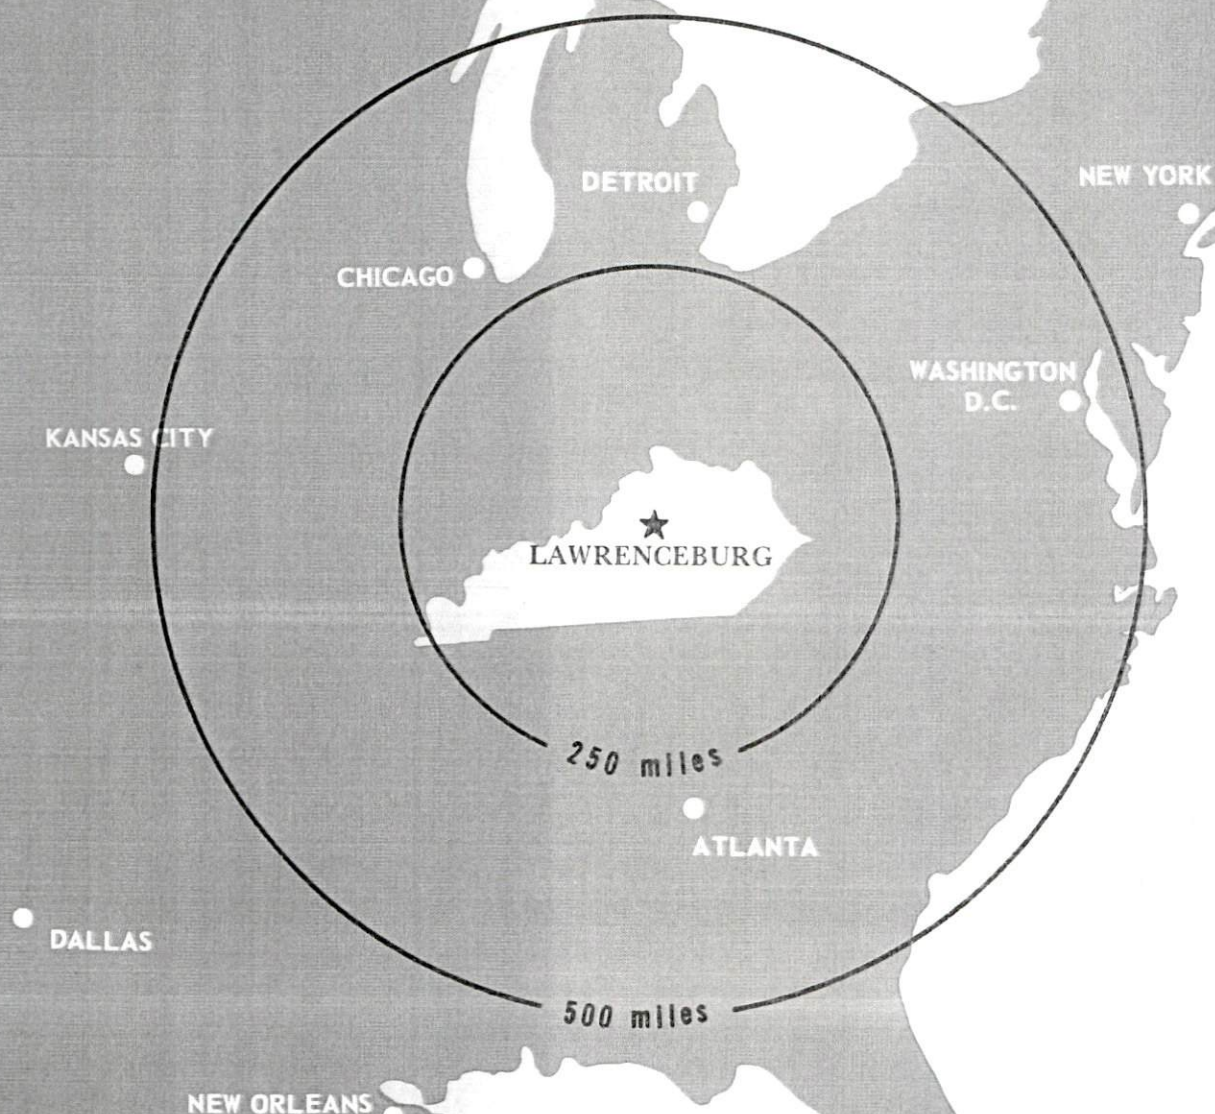 DETROIT
NEW YORK
CHICAGO
WASHINGTON
D.C.
KANSAS CITY
LAWRENCEBURG
250 miles
ATLANTA
DALLAS
500 miles
NEW ORLEANS